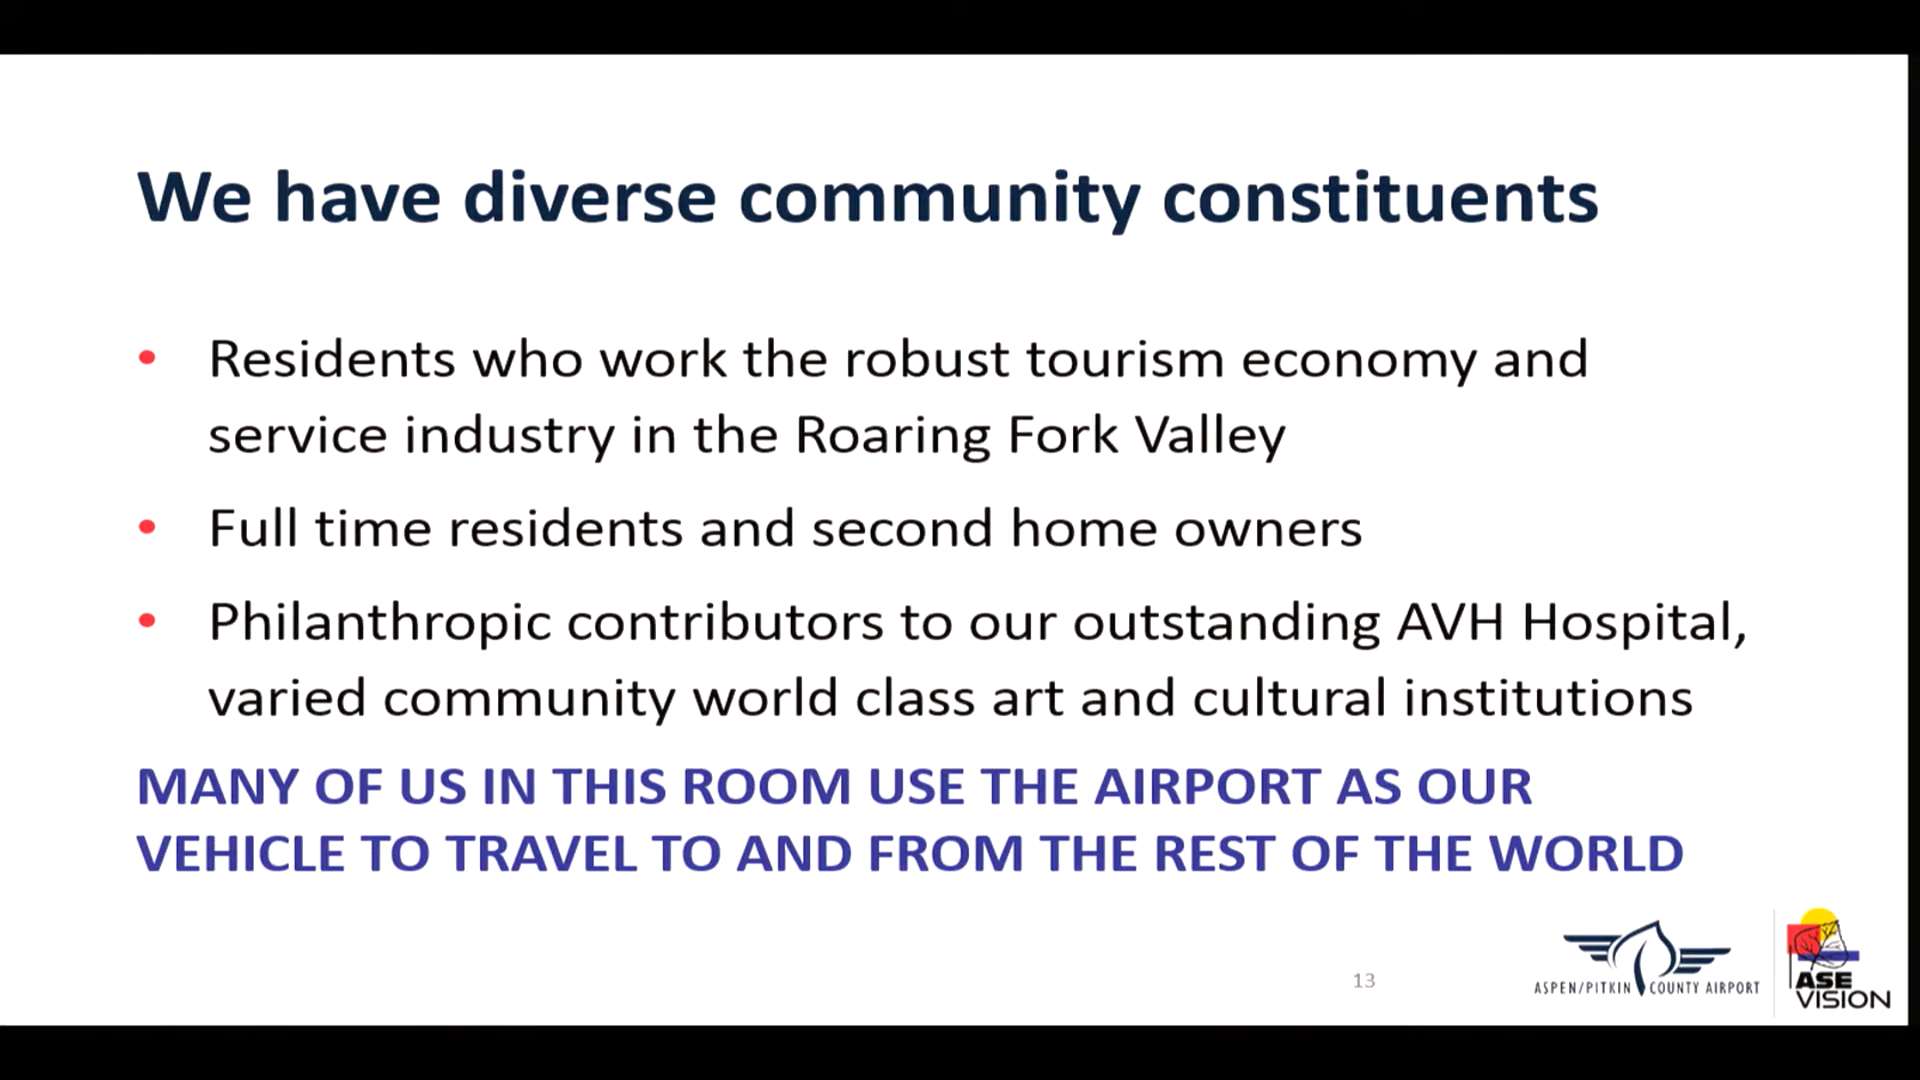 We have diverse community constituents
• Residents who work the robust tourism economy and
service industry in the Roaring Fork Valley
• Full time residents and second home owners
• Philanthropic contributors to our outstanding AVH Hospital,
varied community world class art and cultural institutions
MANY OF US IN THIS ROOM USE THE AIRPORT AS OUR
VEHICLE TO TRAVEL TO AND FROM THE REST OF THE WORLD
13
ASPEN/PITKIN COUNTY AIRPORT
ASE
VISION